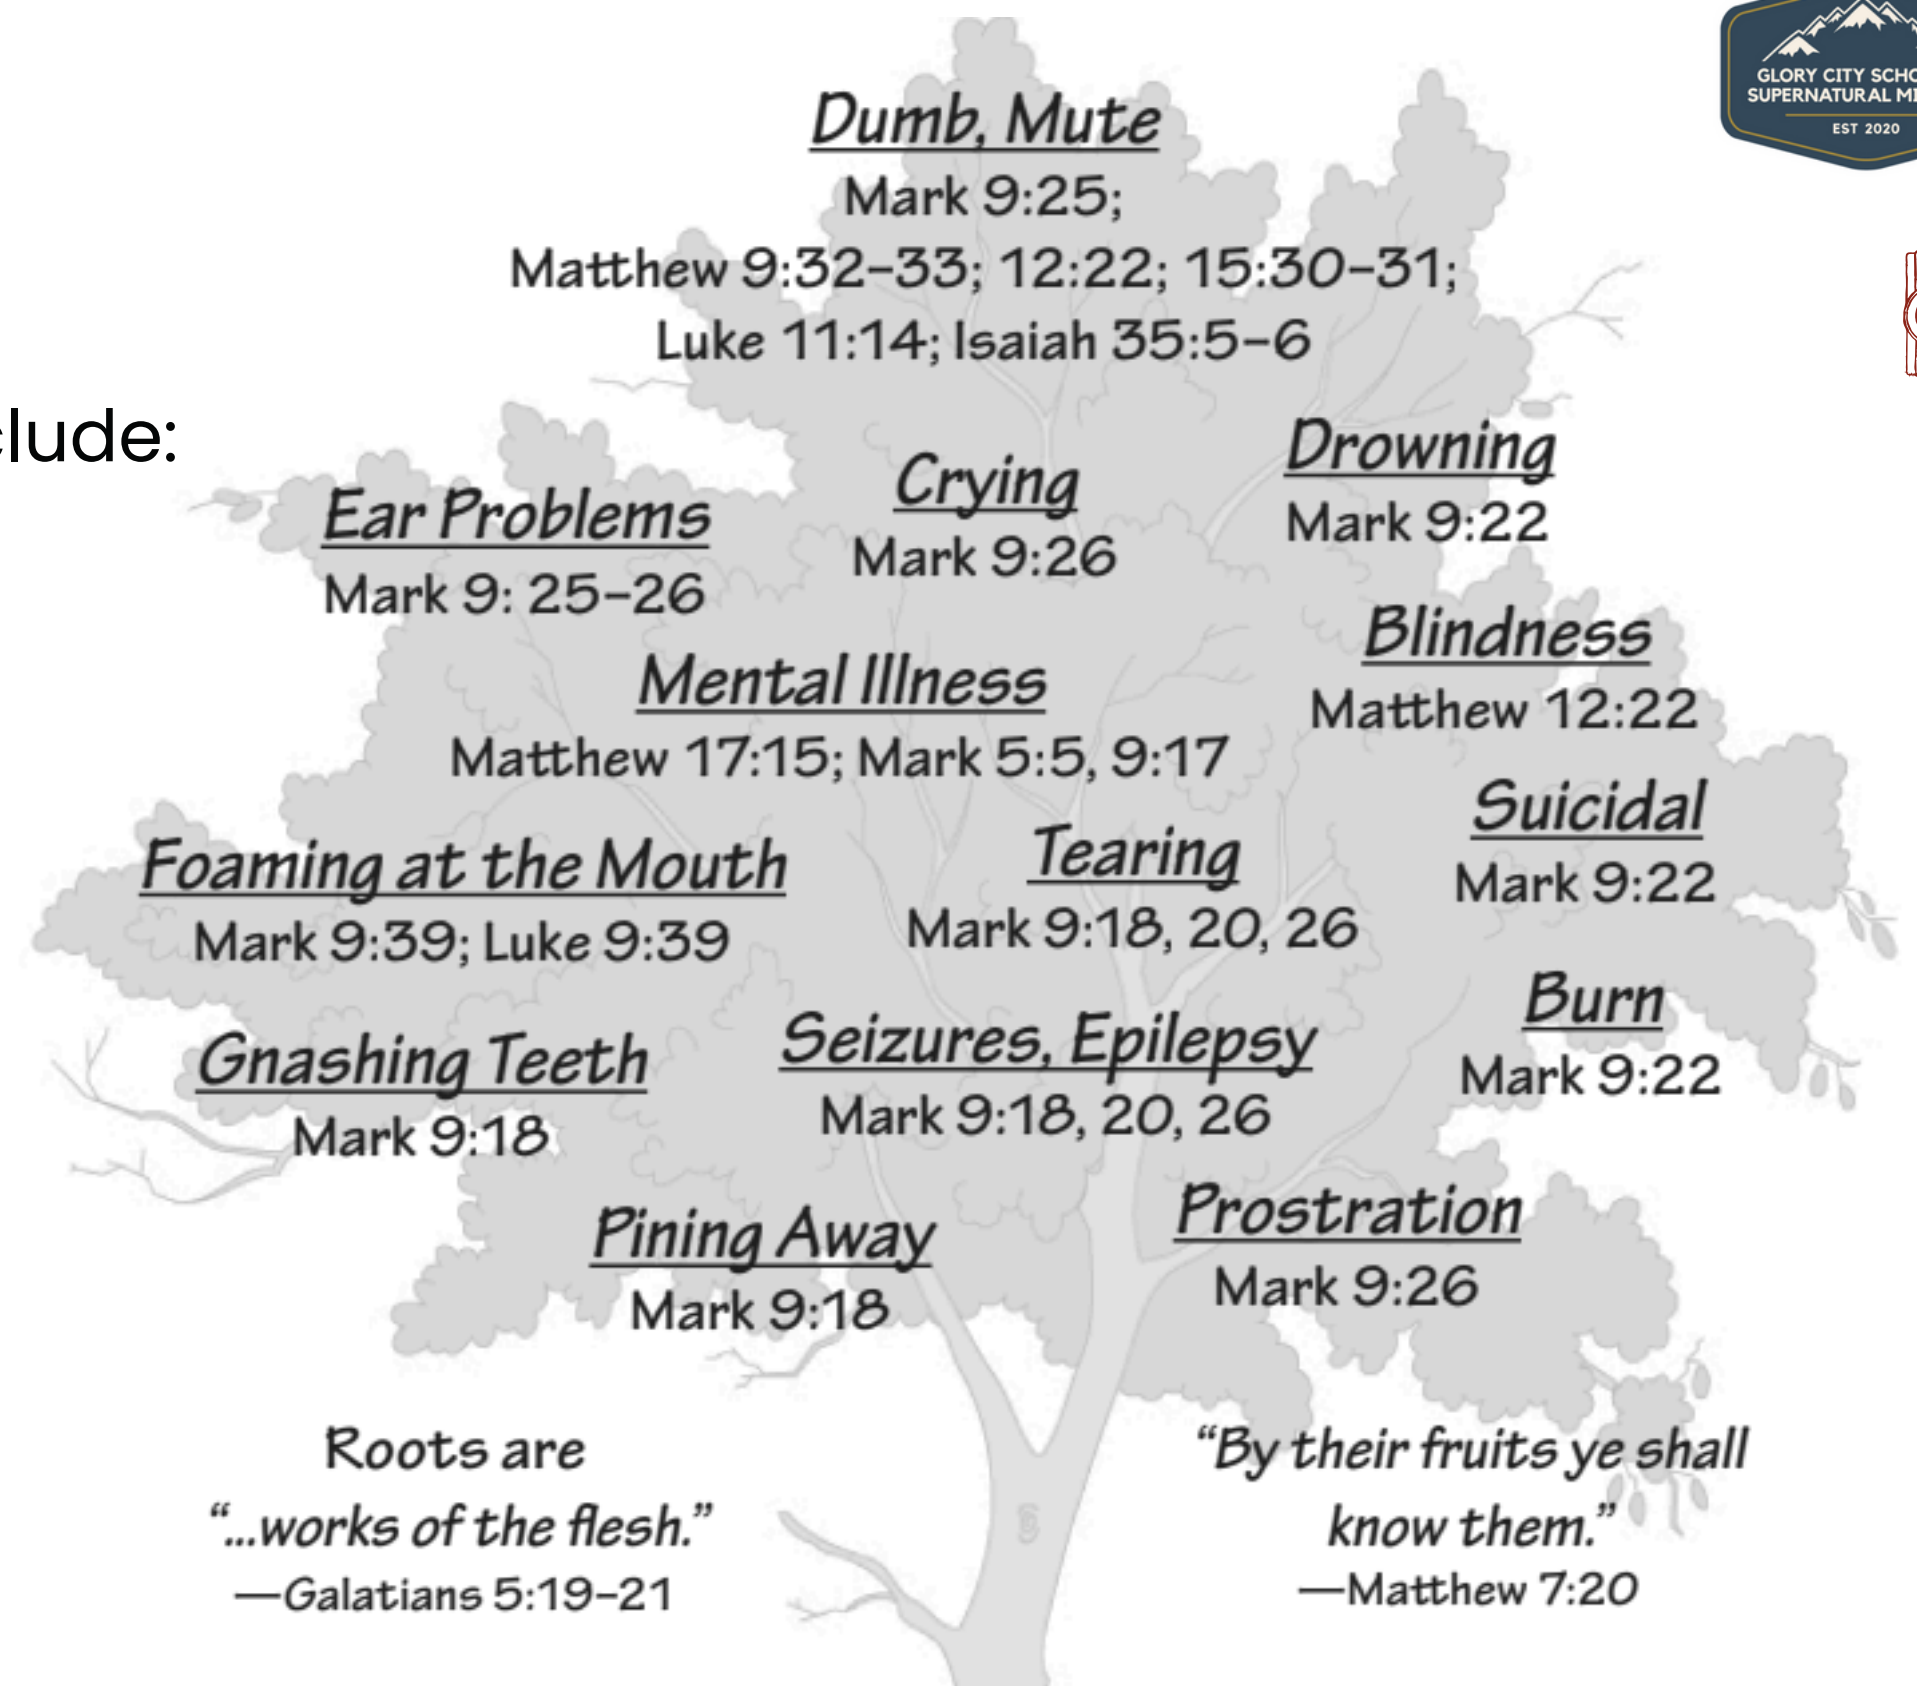 GLORY CITY
SUPERNATURAL
EST 2020
Dumb, Mute
Mark 9:25;
Matthew 9:32–33; 12:22; 15:30–31;
Luke 11:14; Isaiah 35:5–6
clude:
Ear Problems
Mark 9: 25–26
Crying
Mark 9:26
Drowning
Mark 9:22
Mental Illness
Matthew 17:15; Mark 5:5, 9:17
Blindness
Matthew 12:22
Foaming at the Mouth
Mark 9:39; Luke 9:39
Tearing
Mark 9:18, 20, 26
Suicidal
Mark 9:22
Gnashing Teeth
Mark 9:18
Seizures, Epilepsy
Mark 9:18, 20, 26
Burn
Mark 9:22
Pining Away
Mark 9:18
Prostration
Mark 9:26
Roots are
“...works of the flesh.”
—Galatians 5:19–21
“By their fruits ye shall
know them.”
—Matthew 7:20